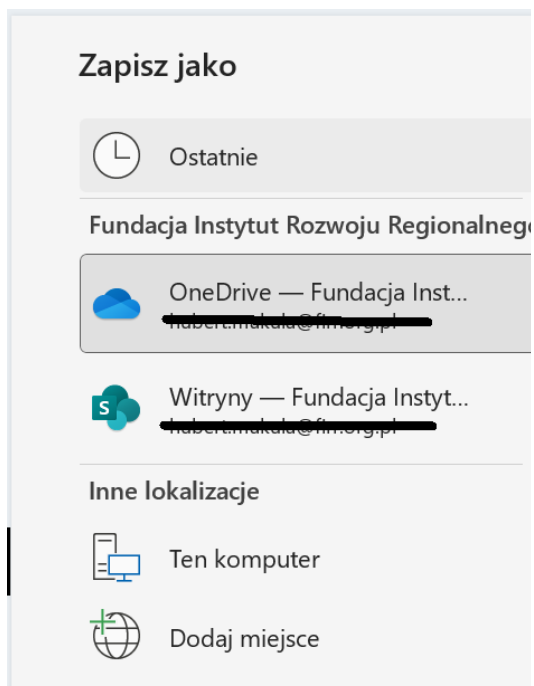 Zapisz jako
Ostatnie
Fundacja Instytut Rozwoju Regionalneg
OneDrive — Fundacja Inst...
S
Witryny — Fundacja Instyt...
Inne lokalizacje
Ten komputer
Dodaj miejsce